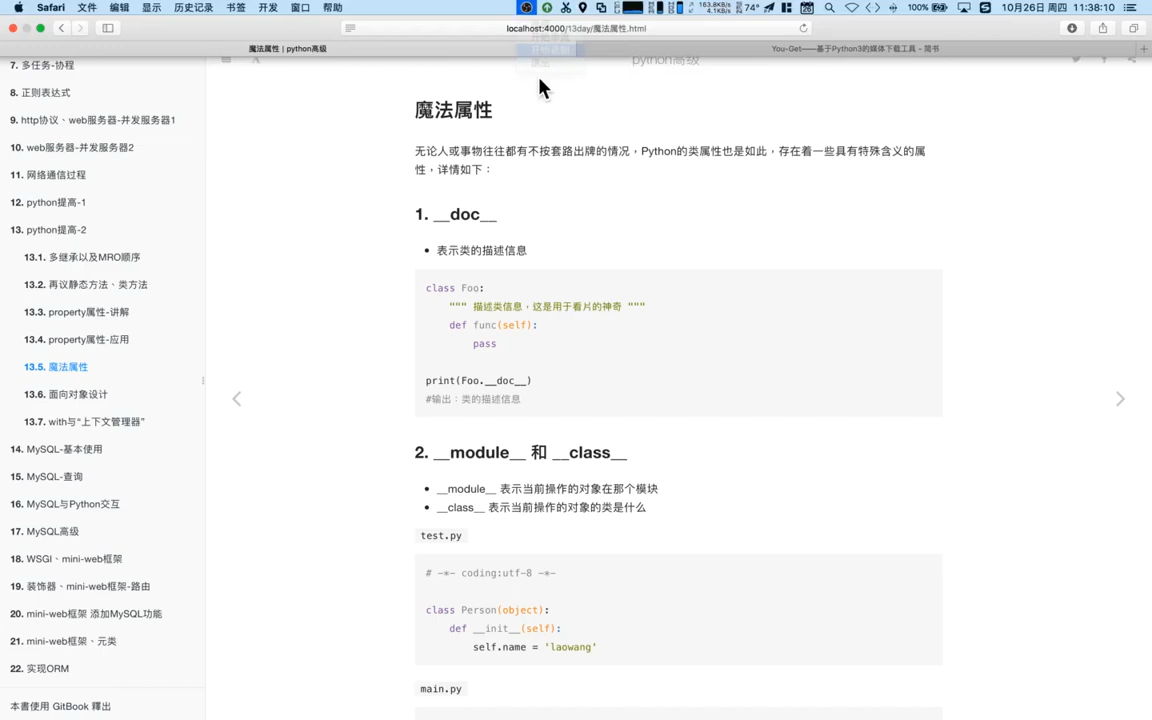 Safari 文件 编辑 显示 历史记录 书签 开发 窗口 帮助
163.8KB/s
4.1KB/s
74° 100% 10月26日 周四 11:38:10
localhost:4000/13day/魔法属性.html
魔法属性 | python高级
You-Get——基于Python3的媒体下载工具 - 简书
python高级
7. 多任务-协程
8. 正则表达式
9. http协议、web服务器-并发服务器1
10. web服务器-并发服务器2
11. 网络通信过程
12. python提高-1
13. python提高-2
13.1. 多继承以及MRO顺序
13.2. 再议静态方法、类方法
13.3. property属性-讲解
13.4. property属性-应用
13.5. 魔法属性
13.6. 面向对象设计
13.7. with与“上下文管理器”
14. MySQL-基本使用
15. MySQL-查询
16. MySQL与Python交互
17. MySQL高级
18. WSGI、mini-web框架
19. 装饰器、mini-web框架-路由
20. mini-web框架 添加MySQL功能
21. mini-web框架、元类
22. 实现ORM
本書使用 GitBook 釋出
魔法属性
无论人或事物往往都有不按套路出牌的情况，Python的类属性也是如此，存在着一些具有特殊含义的属
性，详情如下：
1. __doc__
• 表示类的描述信息
class Foo:
""" 描述类信息，这是用于看片的神奇 """
def func(self):
pass
print(Foo.__doc__)
#输出：类的描述信息
2. __module__ 和 __class__
• __module__ 表示当前操作的对象在那个模块
• __class__ 表示当前操作的对象的类是什么
test.py
# -*- coding:utf-8 -*-
class Person(object):
def __init__(self):
self.name = 'laowang'
main.py